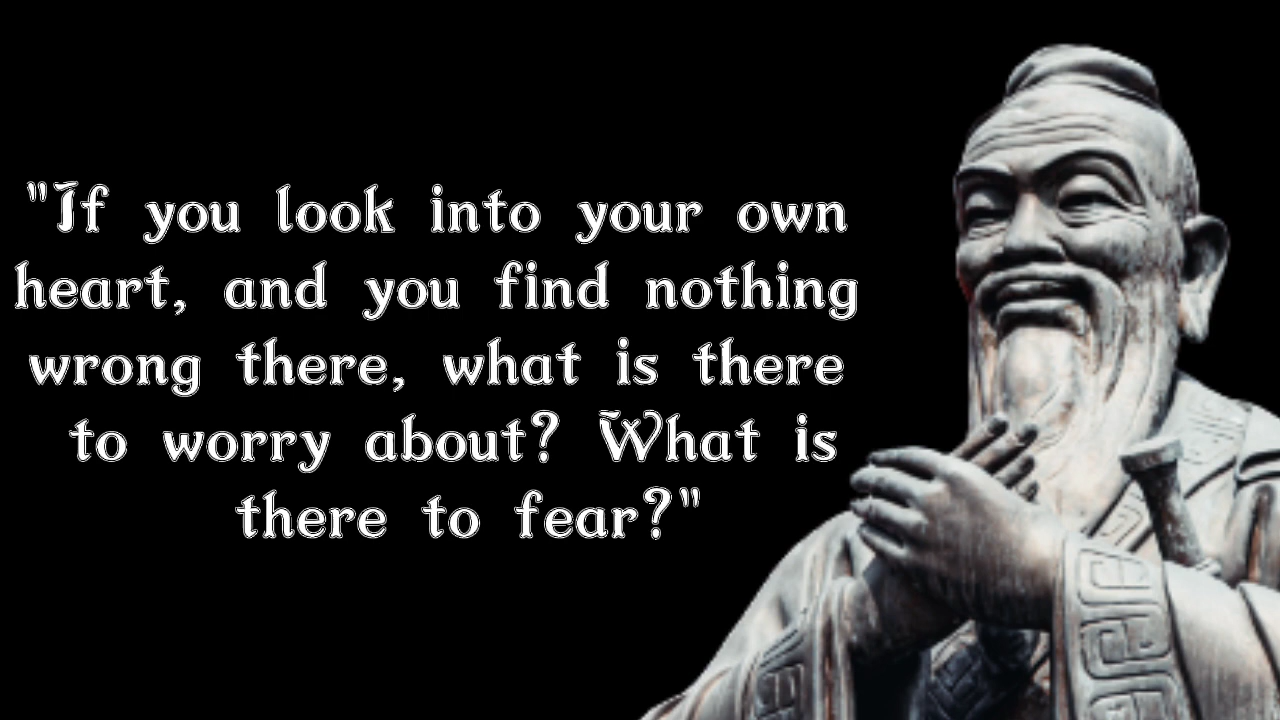 "If you look into your own
heart, and you find nothing
wrong there, what is there
to worry about? What is
there to fear?"